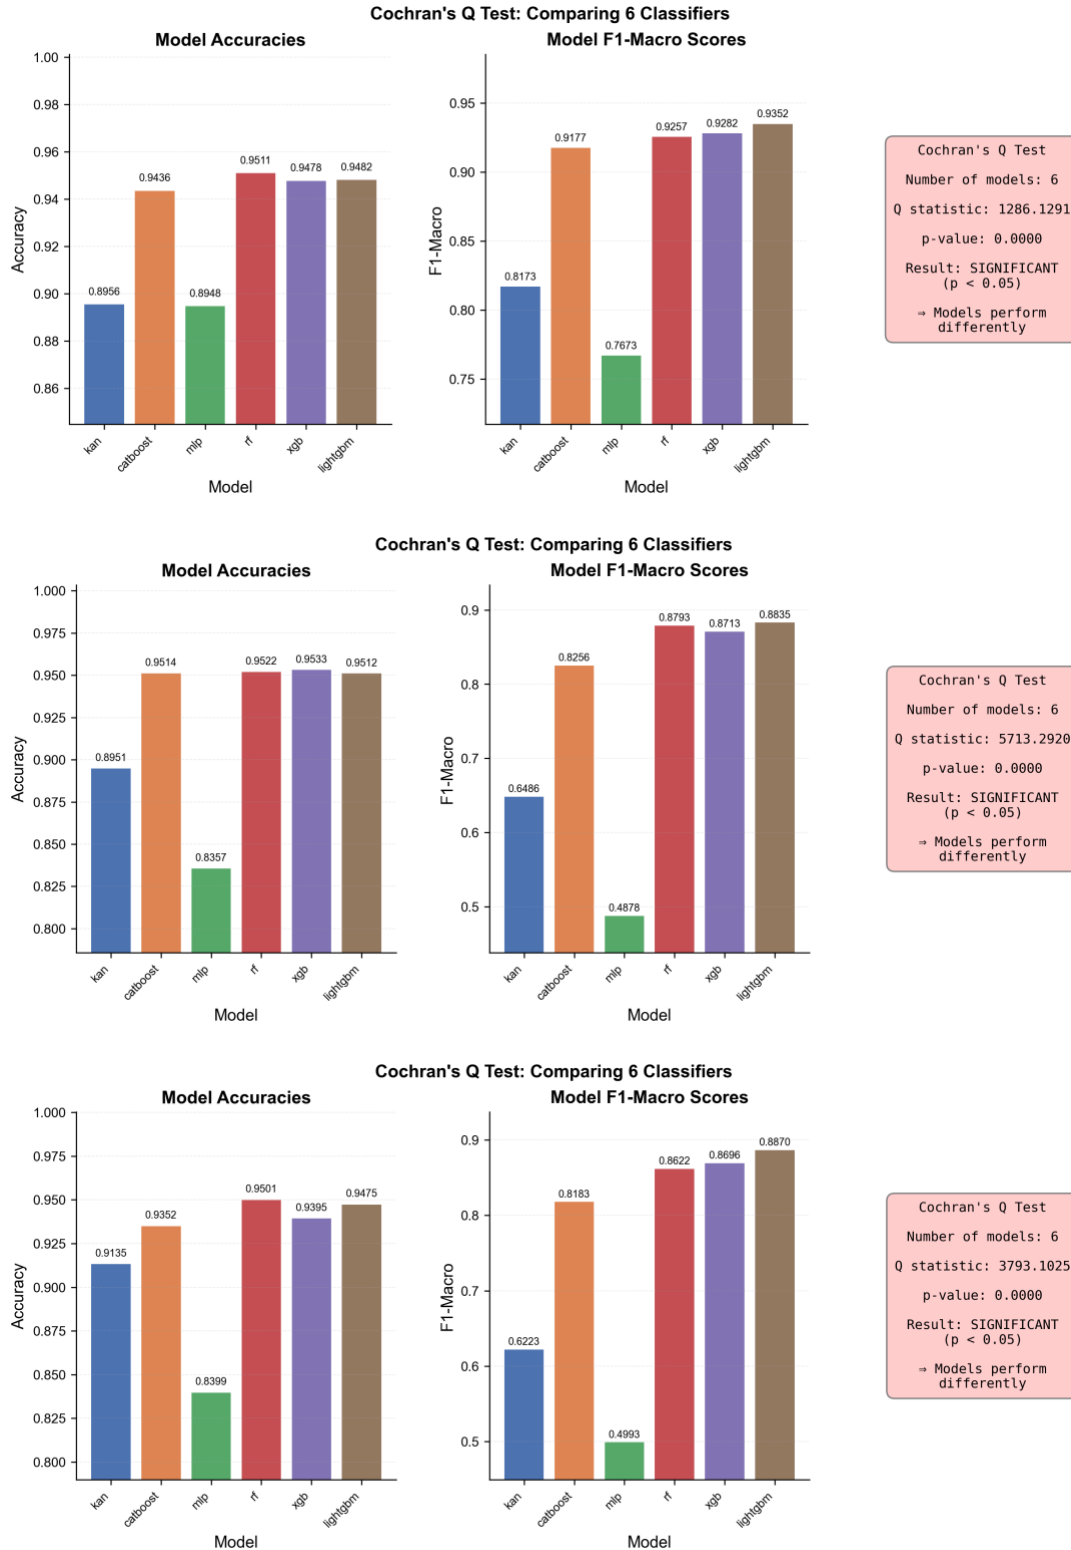 Cochran's Q Test: Comparing 6 Classifiers
Model Accuracies
1.00
0.98
0.96
0.94
0.92
0.90
0.88
0.86
Accuracy
0.8956
0.9436
0.8948
0.9511
0.9478
0.9482
kan
catboost
mlp
rf
xgb
lightgbm
Model
Model F1-Macro Scores
0.95
0.90
0.85
0.80
0.75
F1-Macro
0.8173
0.9177
0.7673
0.9257
0.9282
0.9352
kan
catboost
mlp
rf
xgb
lightgbm
Model
Cochran's Q Test
Number of models: 6
Q statistic: 1286.1291
p-value: 0.0000
Result: SIGNIFICANT
(p < 0.05)
⇒ Models perform
differently
Cochran's Q Test: Comparing 6 Classifiers
Model Accuracies
1.000
0.975
0.950
0.925
0.900
0.875
0.850
0.825
0.800
Accuracy
0.8951
0.9514
0.8357
0.9522
0.9533
0.9512
kan
catboost
mlp
rf
xgb
lightgbm
Model
Model F1-Macro Scores
0.9
0.8
0.7
0.6
0.5
F1-Macro
0.6486
0.8256
0.4878
0.8793
0.8713
0.8835
kan
catboost
mlp
rf
xgb
lightgbm
Model
Cochran's Q Test
Number of models: 6
Q statistic: 5713.2920
p-value: 0.0000
Result: SIGNIFICANT
(p < 0.05)
⇒ Models perform
differently
Cochran's Q Test: Comparing 6 Classifiers
Model Accuracies
1.000
0.975
0.950
0.925
0.900
0.875
0.850
0.825
0.800
Accuracy
0.9135
0.9352
0.8399
0.9501
0.9395
0.9475
kan
catboost
mlp
rf
xgb
lightgbm
Model
Model F1-Macro Scores
0.9
0.8
0.7
0.6
0.5
F1-Macro
0.6223
0.8183
0.4993
0.8622
0.8696
0.8870
kan
catboost
mlp
rf
xgb
lightgbm
Model
Cochran's Q Test
Number of models: 6
Q statistic: 3793.1025
p-value: 0.0000
Result: SIGNIFICANT
(p < 0.05)
⇒ Models perform
differently